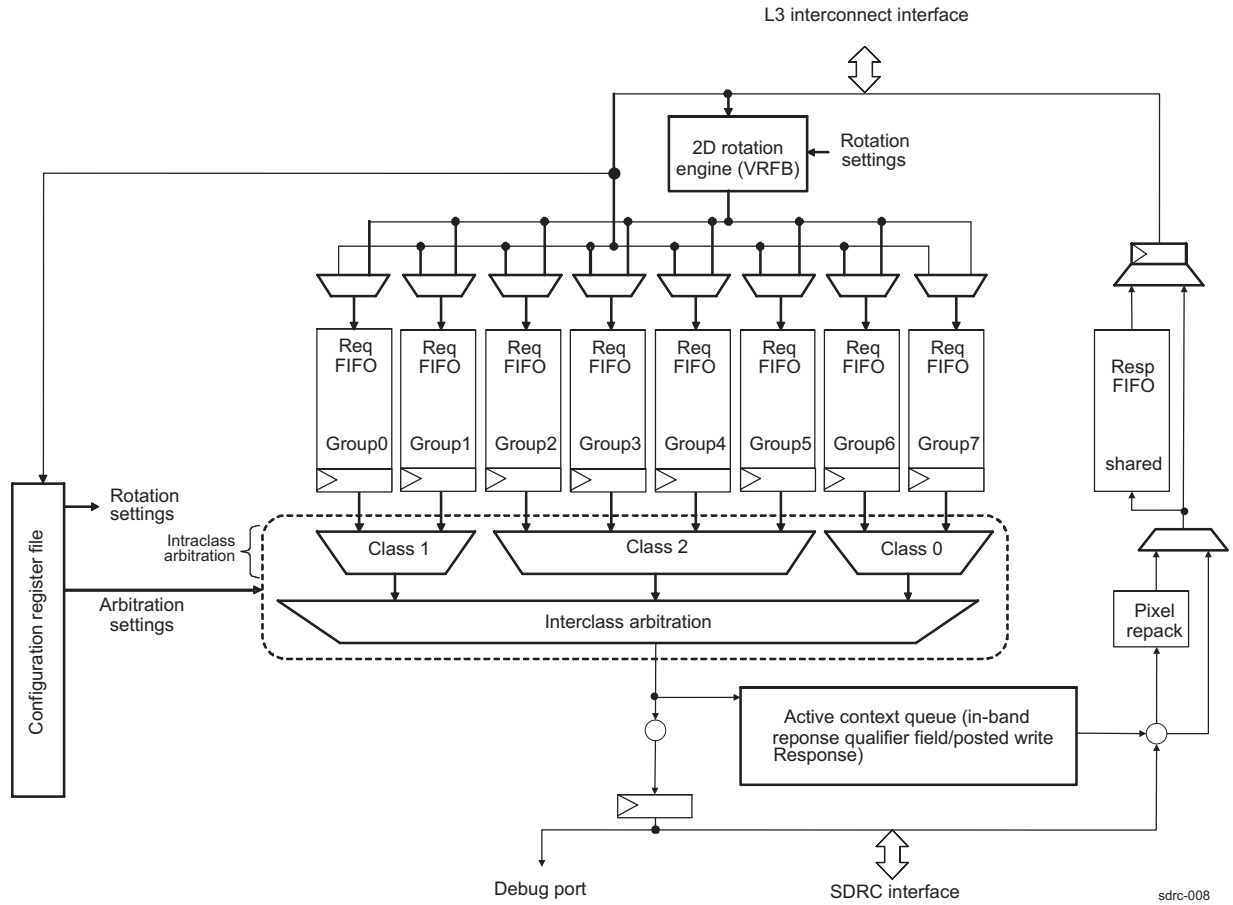 L3 interconnect interface
2D rotation
engine (VRFB)
Rotation
settings
Req
FIFO
Group0
Req
FIFO
Group1
Req
FIFO
Group2
Req
FIFO
Group3
Req
FIFO
Group4
Req
FIFO
Group5
Req
FIFO
Group6
Req
FIFO
Group7
Resp
FIFO
shared
Configuration register file
Rotation
settings
Intraclass
arbitration
Arbitration
settings
Class 1
Class 2
Class 0
Interclass arbitration
Pixel
repack
Active context queue (in-band
reponse qualifier field/posted write
Response)
Debug port
SDRC interface
sdrc-008